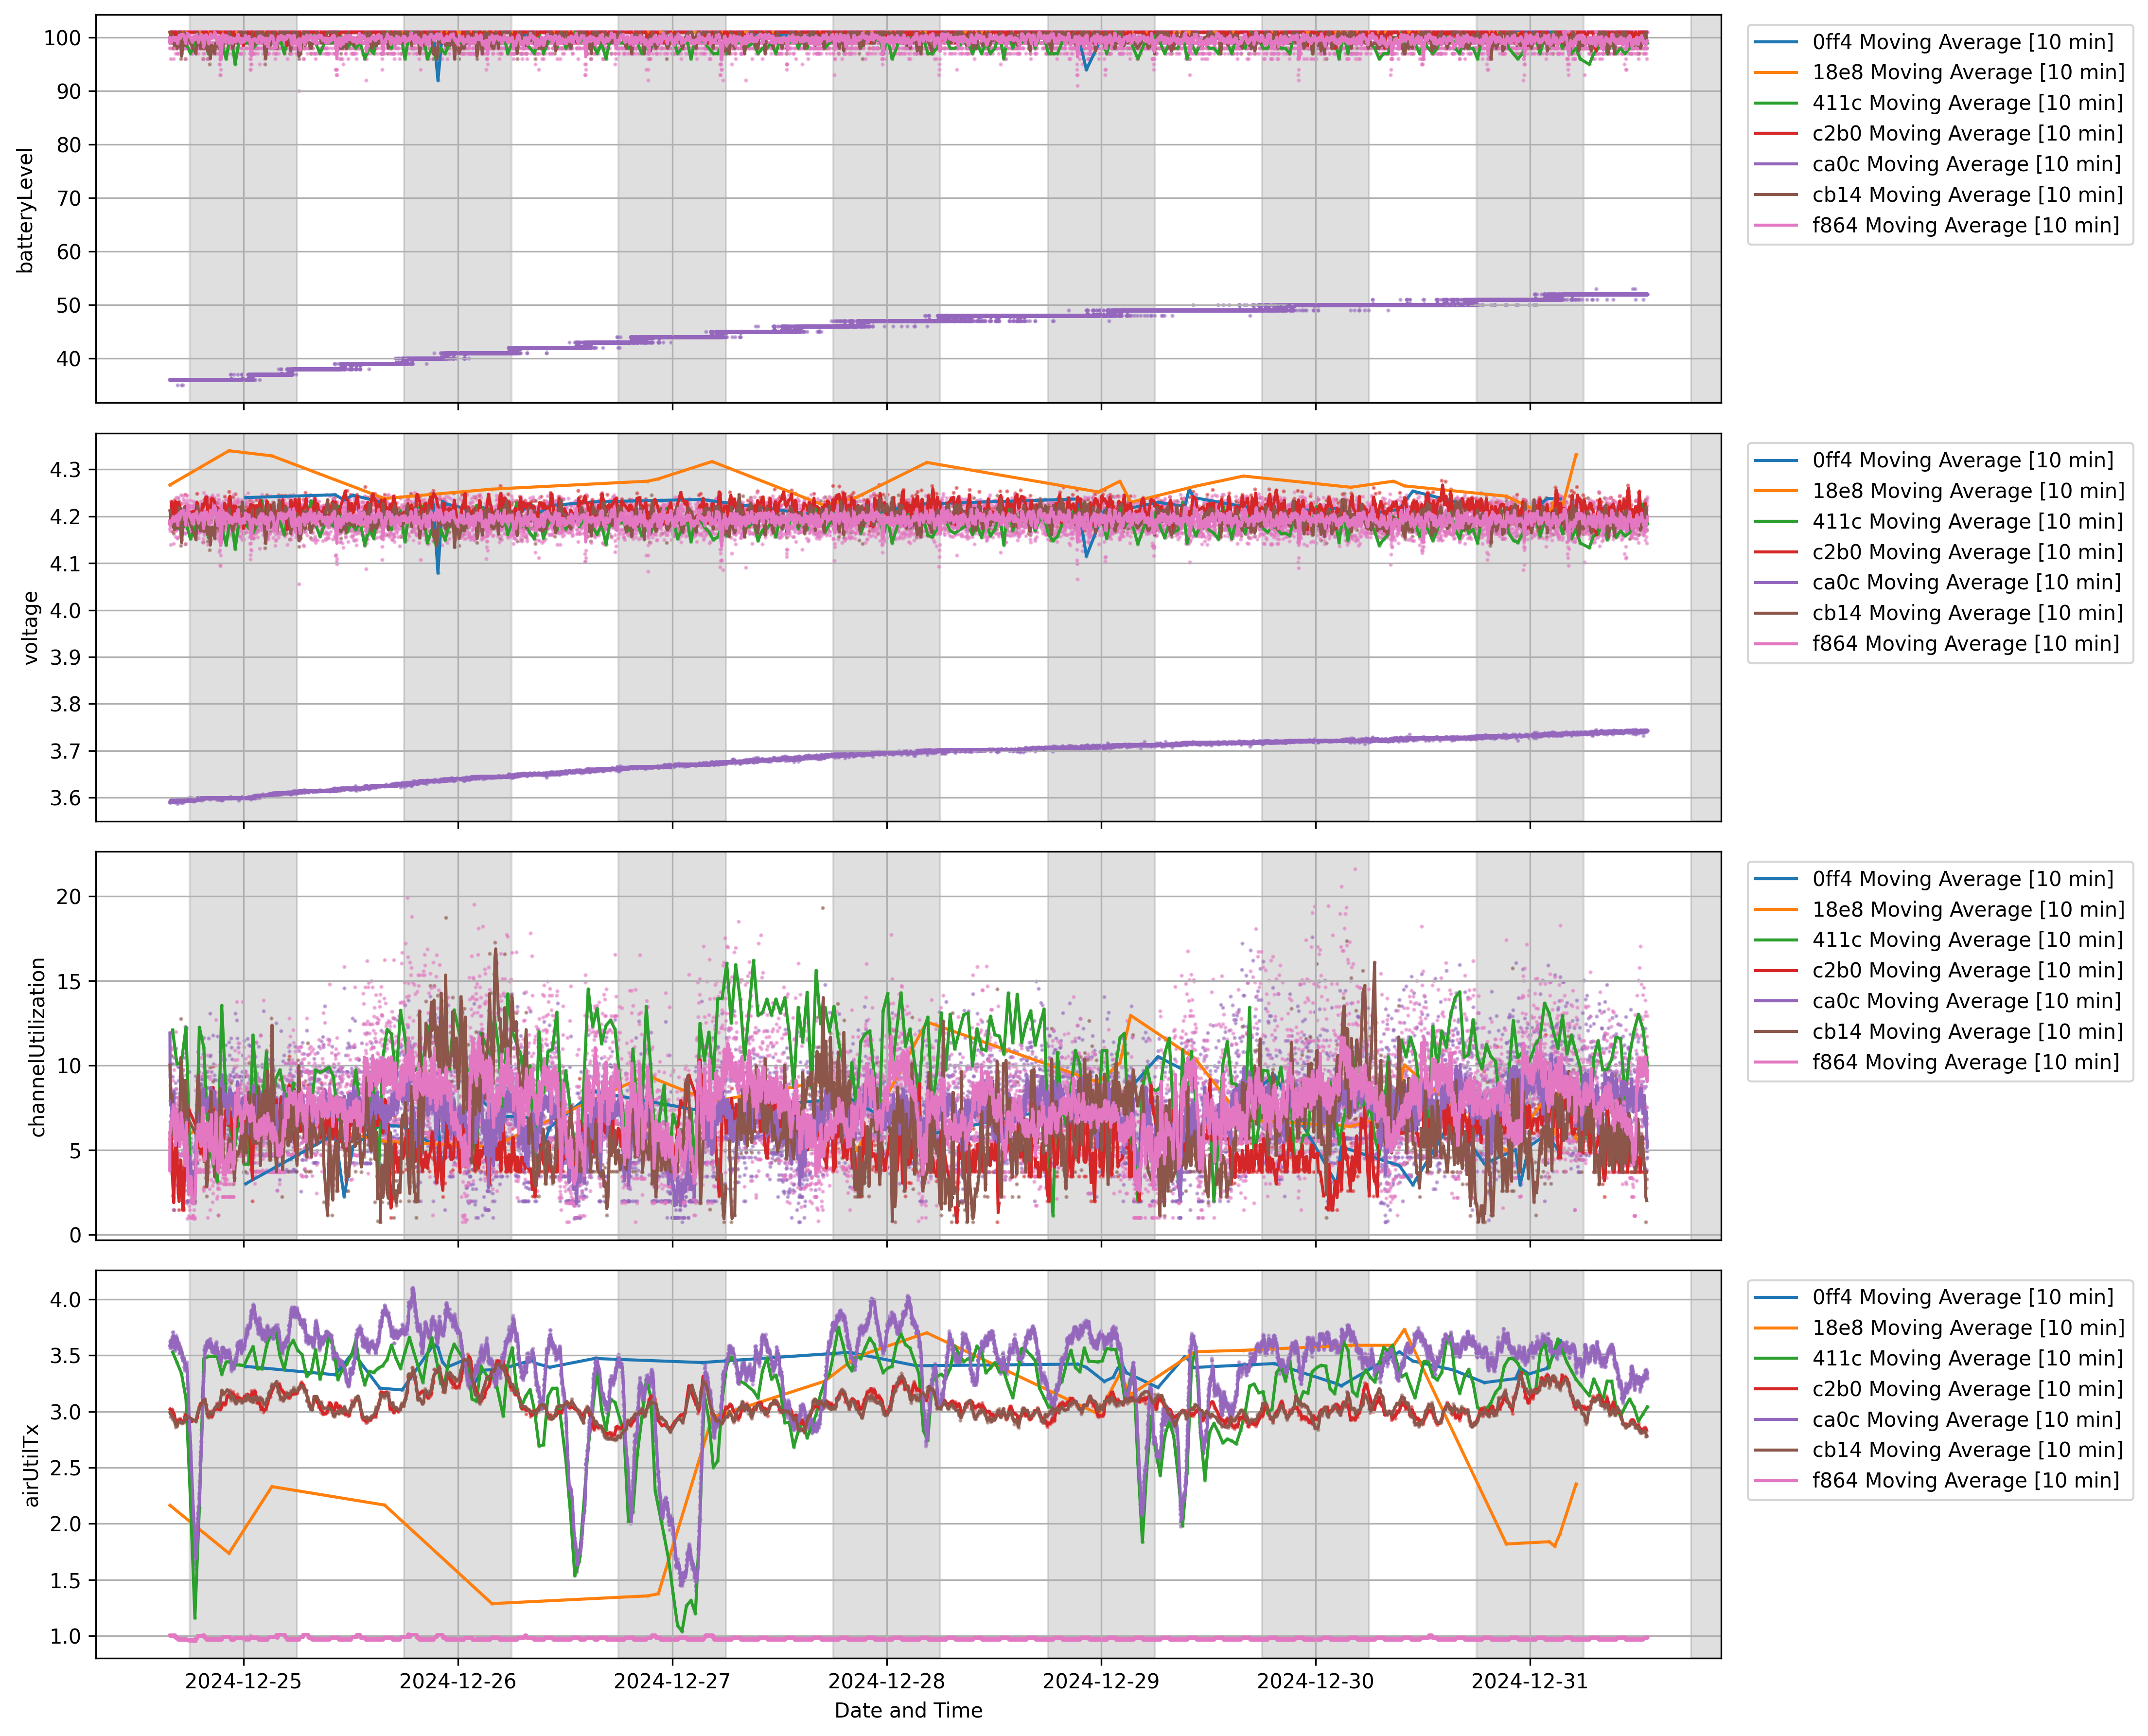 100
90
80
70
60
50
40
batteryLevel
0ff4 Moving Average [10 min]
18e8 Moving Average [10 min]
411c Moving Average [10 min]
c2b0 Moving Average [10 min]
ca0c Moving Average [10 min]
cb14 Moving Average [10 min]
f864 Moving Average [10 min]
4.3
4.2
4.1
4.0
3.9
3.8
3.7
3.6
voltage
0ff4 Moving Average [10 min]
18e8 Moving Average [10 min]
411c Moving Average [10 min]
c2b0 Moving Average [10 min]
ca0c Moving Average [10 min]
cb14 Moving Average [10 min]
f864 Moving Average [10 min]
20
15
10
5
0
channelUtilization
0ff4 Moving Average [10 min]
18e8 Moving Average [10 min]
411c Moving Average [10 min]
c2b0 Moving Average [10 min]
ca0c Moving Average [10 min]
cb14 Moving Average [10 min]
f864 Moving Average [10 min]
4.0
3.5
3.0
2.5
2.0
1.5
1.0
airUtilTx
0ff4 Moving Average [10 min]
18e8 Moving Average [10 min]
411c Moving Average [10 min]
c2b0 Moving Average [10 min]
ca0c Moving Average [10 min]
cb14 Moving Average [10 min]
f864 Moving Average [10 min]
2024-12-25
2024-12-26
2024-12-27
2024-12-28
2024-12-29
2024-12-30
2024-12-31
Date and Time